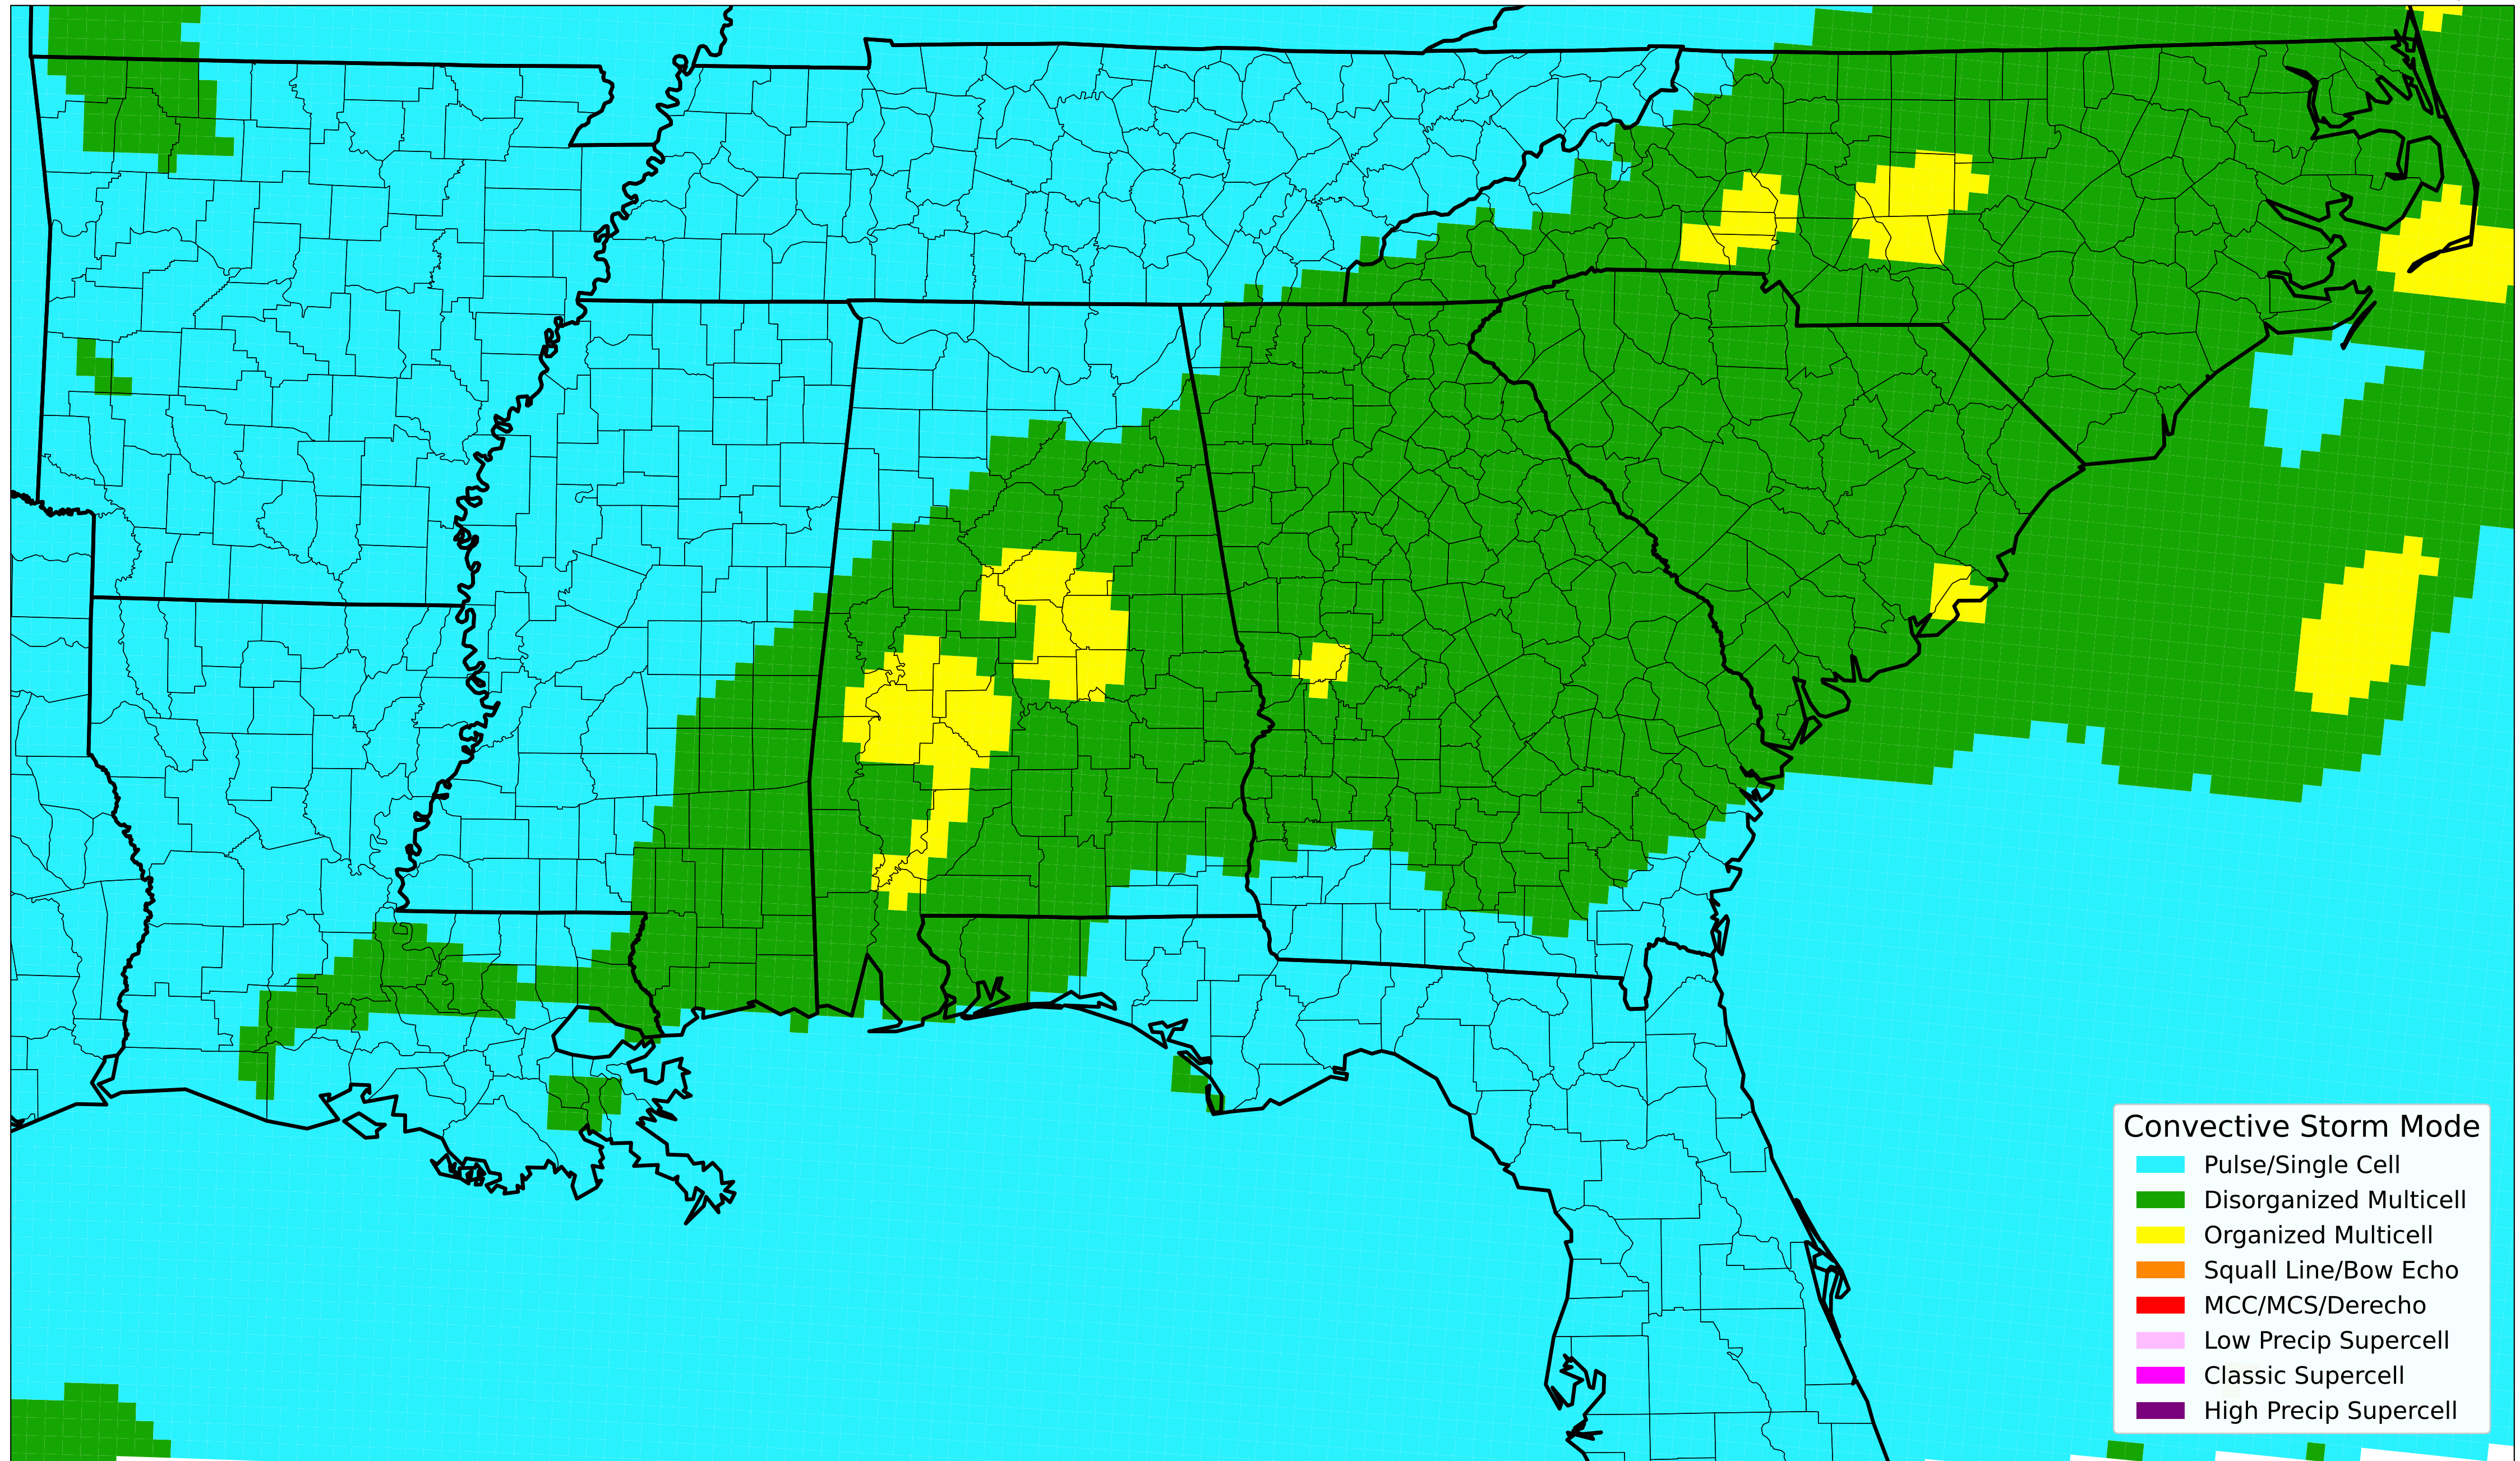 Convective Storm Mode
Pulse/Single Cell
Disorganized Multicell
Organized Multicell
Squall Line/Bow Echo
MCC/MCS/Derecho
Low Precip Supercell
Classic Supercell
High Precip Supercell